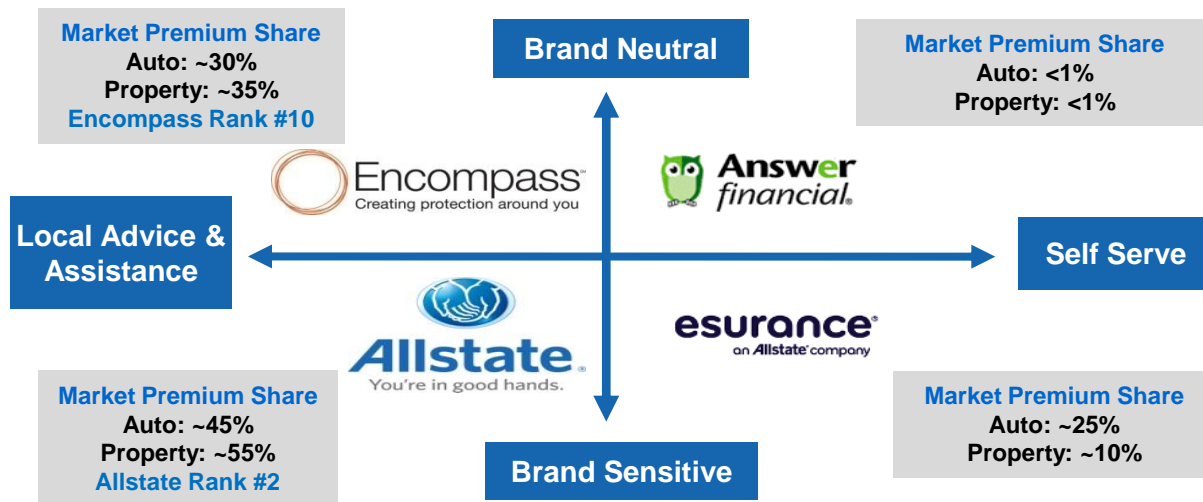 Market Premium Share
Auto: ~30%
Property: ~35%
Encompass Rank #10
Brand Neutral
Market Premium Share
Auto: <1%
Property: <1%
Encompass℠
Creating protection around you
Answer
financial®
Local Advice &
Assistance
Self Serve
Allstate®
You're in good hands.
esurance®
an Allstate® company
Market Premium Share
Auto: ~45%
Property: ~55%
Allstate Rank #2
Brand Sensitive
Market Premium Share
Auto: ~25%
Property: ~10%